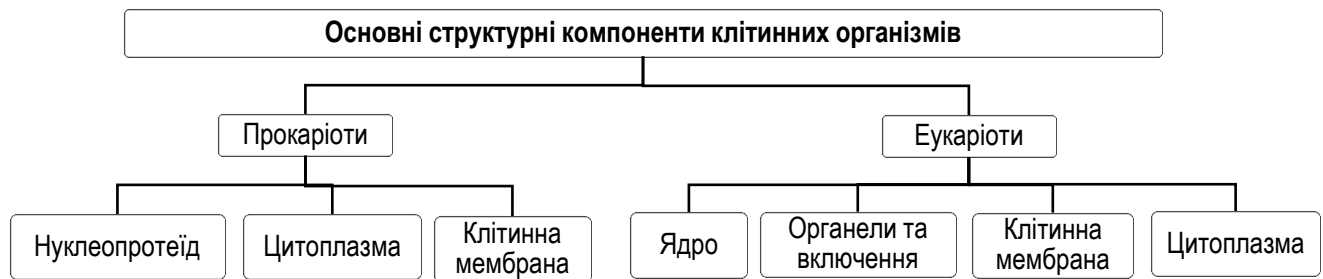 Основні структурні компоненти клітинних організмів
Прокаріоти
Еукаріоти
Нуклеопротеїд
Цитоплазма
Клітинна
мембрана
Ядро
Органели та
включення
Клітинна
мембрана
Цитоплазма